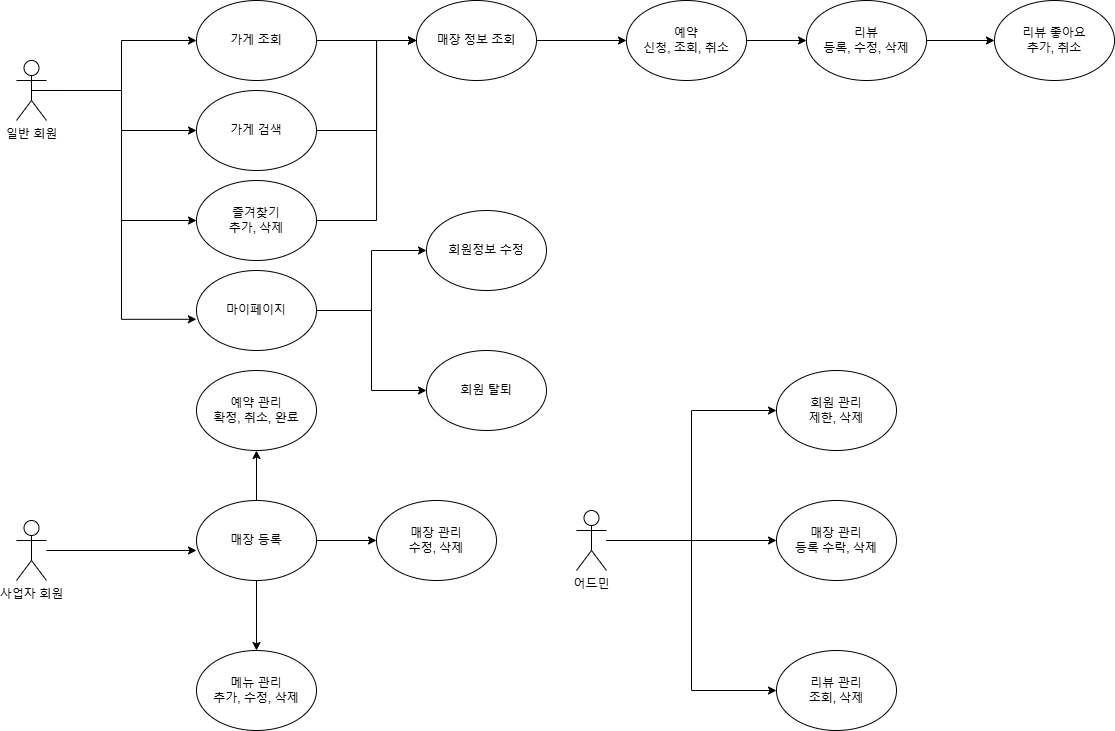 일반 회원
가게 조회
매장 정보 조회
예약
신청, 조회, 취소
리뷰
등록, 수정, 삭제
리뷰 좋아요
추가, 취소
가게 검색
즐겨찾기
추가, 삭제
마이페이지
회원정보 수정
회원 탈퇴
사업자 회원
예약 관리
확정, 취소, 완료
매장 등록
매장 관리
수정, 삭제
메뉴 관리
추가, 수정, 삭제
어드민
회원 관리
제한, 삭제
매장 관리
등록 수락, 삭제
리뷰 관리
조회, 삭제